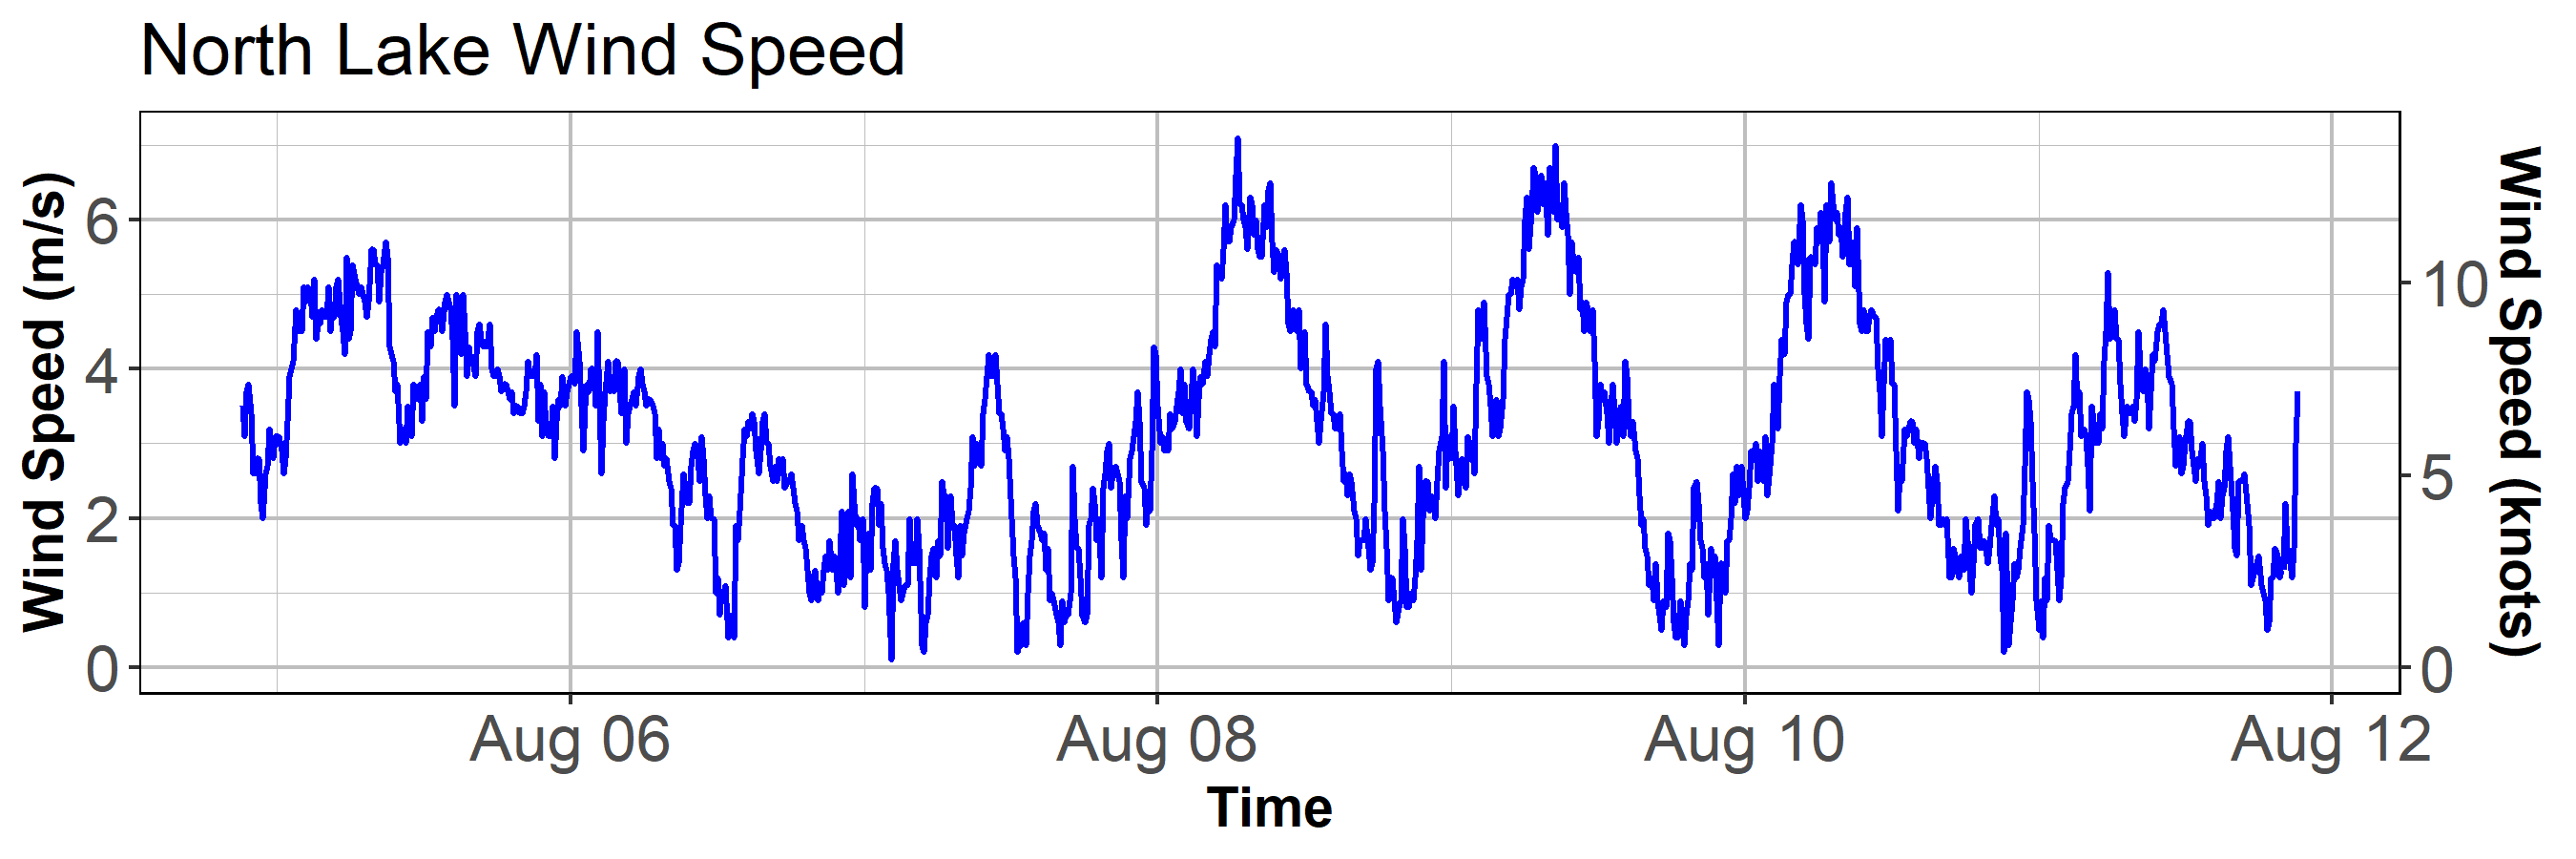 North Lake Wind Speed
Wind Speed (m/s)
6
4
2
0
10
5
0
Wind Speed (knots)
Aug 06
Aug 08
Aug 10
Aug 12
Time